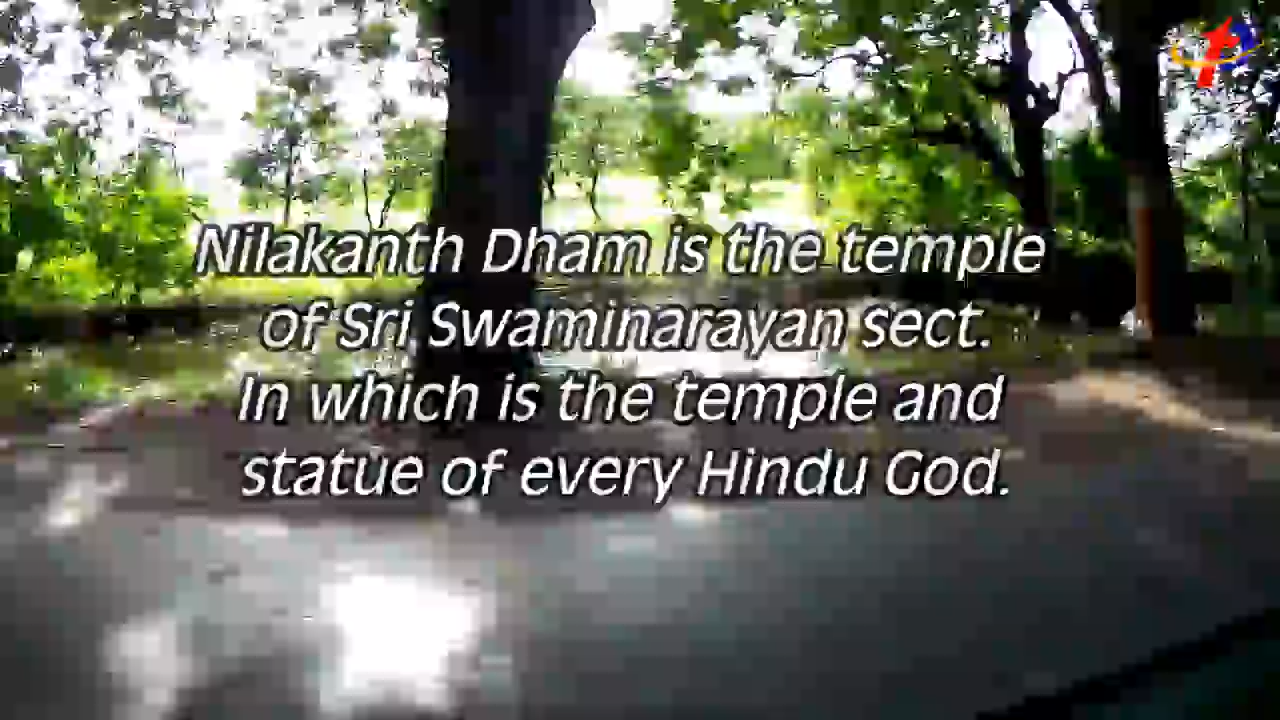 Nilakanth Dham is the temple
of Sri Swaminarayan sect.
In which is the temple and
statue of every Hindu God.